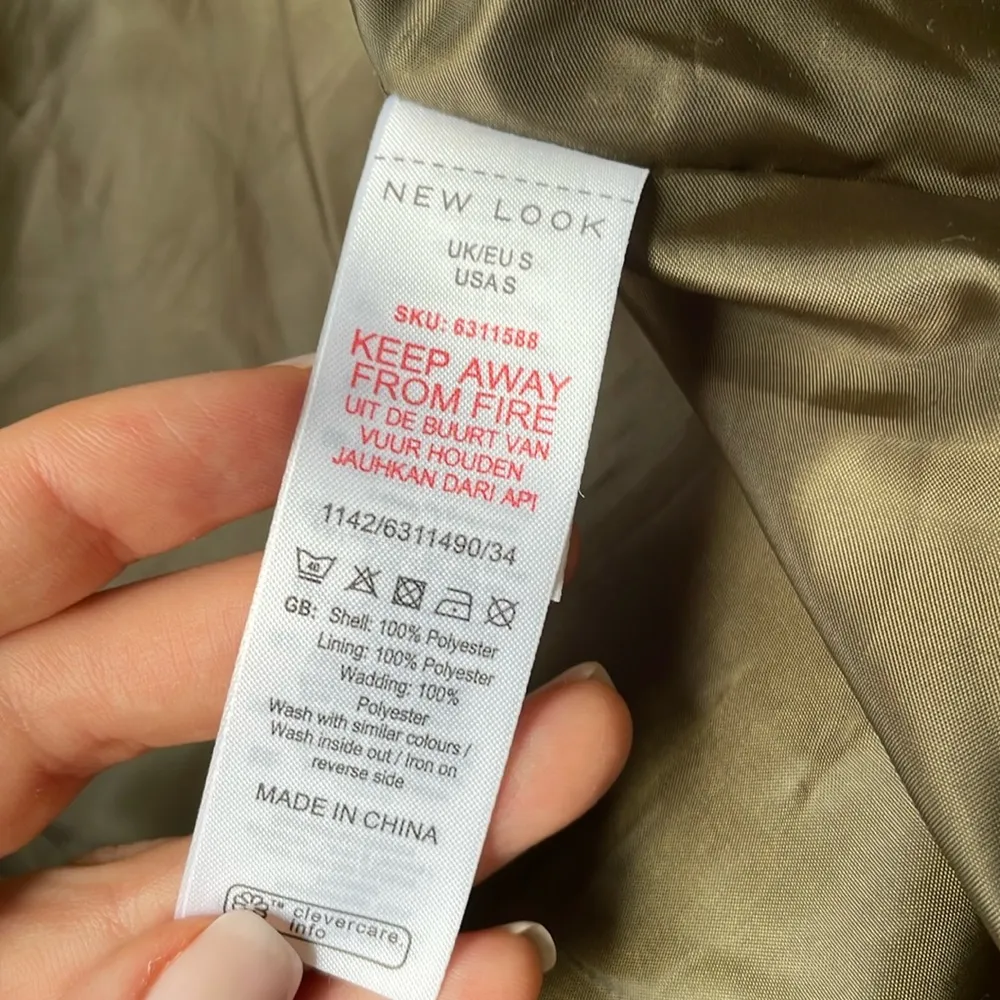 NEW LOOK
UK/EU S
USA S
SKU: 6311588
KEEP AWAY
FROM FIRE
UIT DE BUURT VAN
VUUR HOUDEN
JAUHKAN DARI API
1142/6311490/34
40
GB: Shell: 100% Polyester
Lining: 100% Polyester
Wadding: 100%
Polyester
Wash with similar colours /
Wash inside out / Iron on
reverse side
MADE IN CHINA
™ clevercare.
info